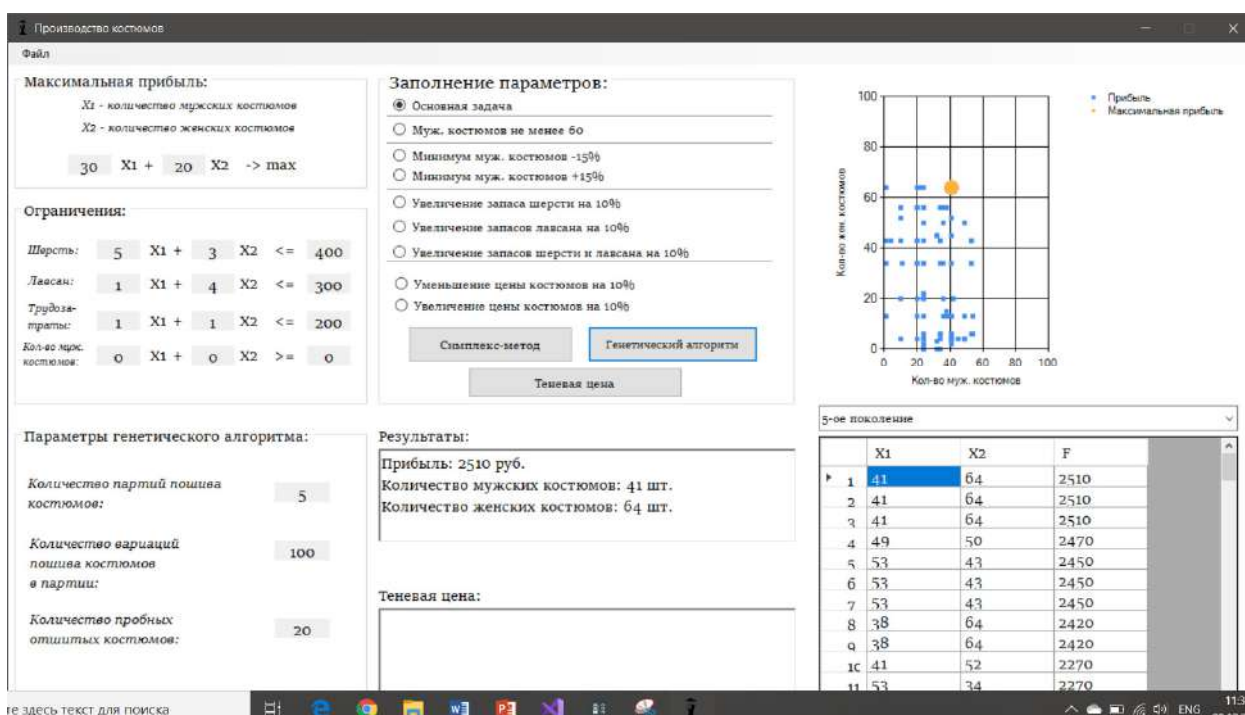 Производство костюмов
Файл
Максимальная прибыль:
X1 - количество мужских костюмов
X2 - количество женских костюмов
30 X1 + 20 X2 -> max
Ограничения:
Шерсть: 5 X1 + 3 X2 <= 400
Лавсан: 1 X1 + 4 X2 <= 300
Трудоза-
траты: 1 X1 + 1 X2 <= 200
Кол-во муж.
костюмов: 0 X1 + 0 X2 >= 0
Заполнение параметров:
Основная задача
Муж. костюмов не менее 60
Минимум муж. костюмов -15%
Минимум муж. костюмов +15%
Увеличение запаса шерсти на 10%
Увеличение запасов лавсана на 10%
Увеличение запасов шерсти и лавсана на 10%
Уменьшение цены костюмов на 10%
Увеличение цены костюмов на 10%
Симплекс-метод
Генетический алгоритм
Теневая цена
Кол-во жен. костюмов
100
80
60
40
20
0
0 20 40 60 80 100
Кол-во муж. костюмов
Прибыль
Максимальная прибыль
Параметры генетического алгоритма:
Количество партий пошива
костюмов: 5
Количество вариаций
пошива костюмов
в партии: 100
Количество пробных
отшитых костюмов: 20
Результаты:
Прибыль: 2510 руб.
Количество мужских костюмов: 41 шт.
Количество женских костюмов: 64 шт.
Теневая цена:
5-ое поколение
X1 X2 F
1 41 64 2510
2 41 64 2510
3 41 64 2510
4 49 50 2470
5 53 43 2450
6 53 43 2450
7 53 43 2450
8 38 64 2420
9 38 64 2420
10 41 52 2270
11 53 34 2270
те здесь текст для поиска
ENG
11:3